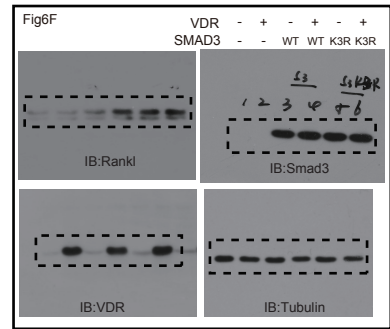 Fig6F
VDR - + - + - +
SMAD3 - - WT WT K3R K3R
S3 S3K3R
1 2 3 4 5 6
IB:Rankl
IB:Smad3
IB:VDR
IB:Tubulin